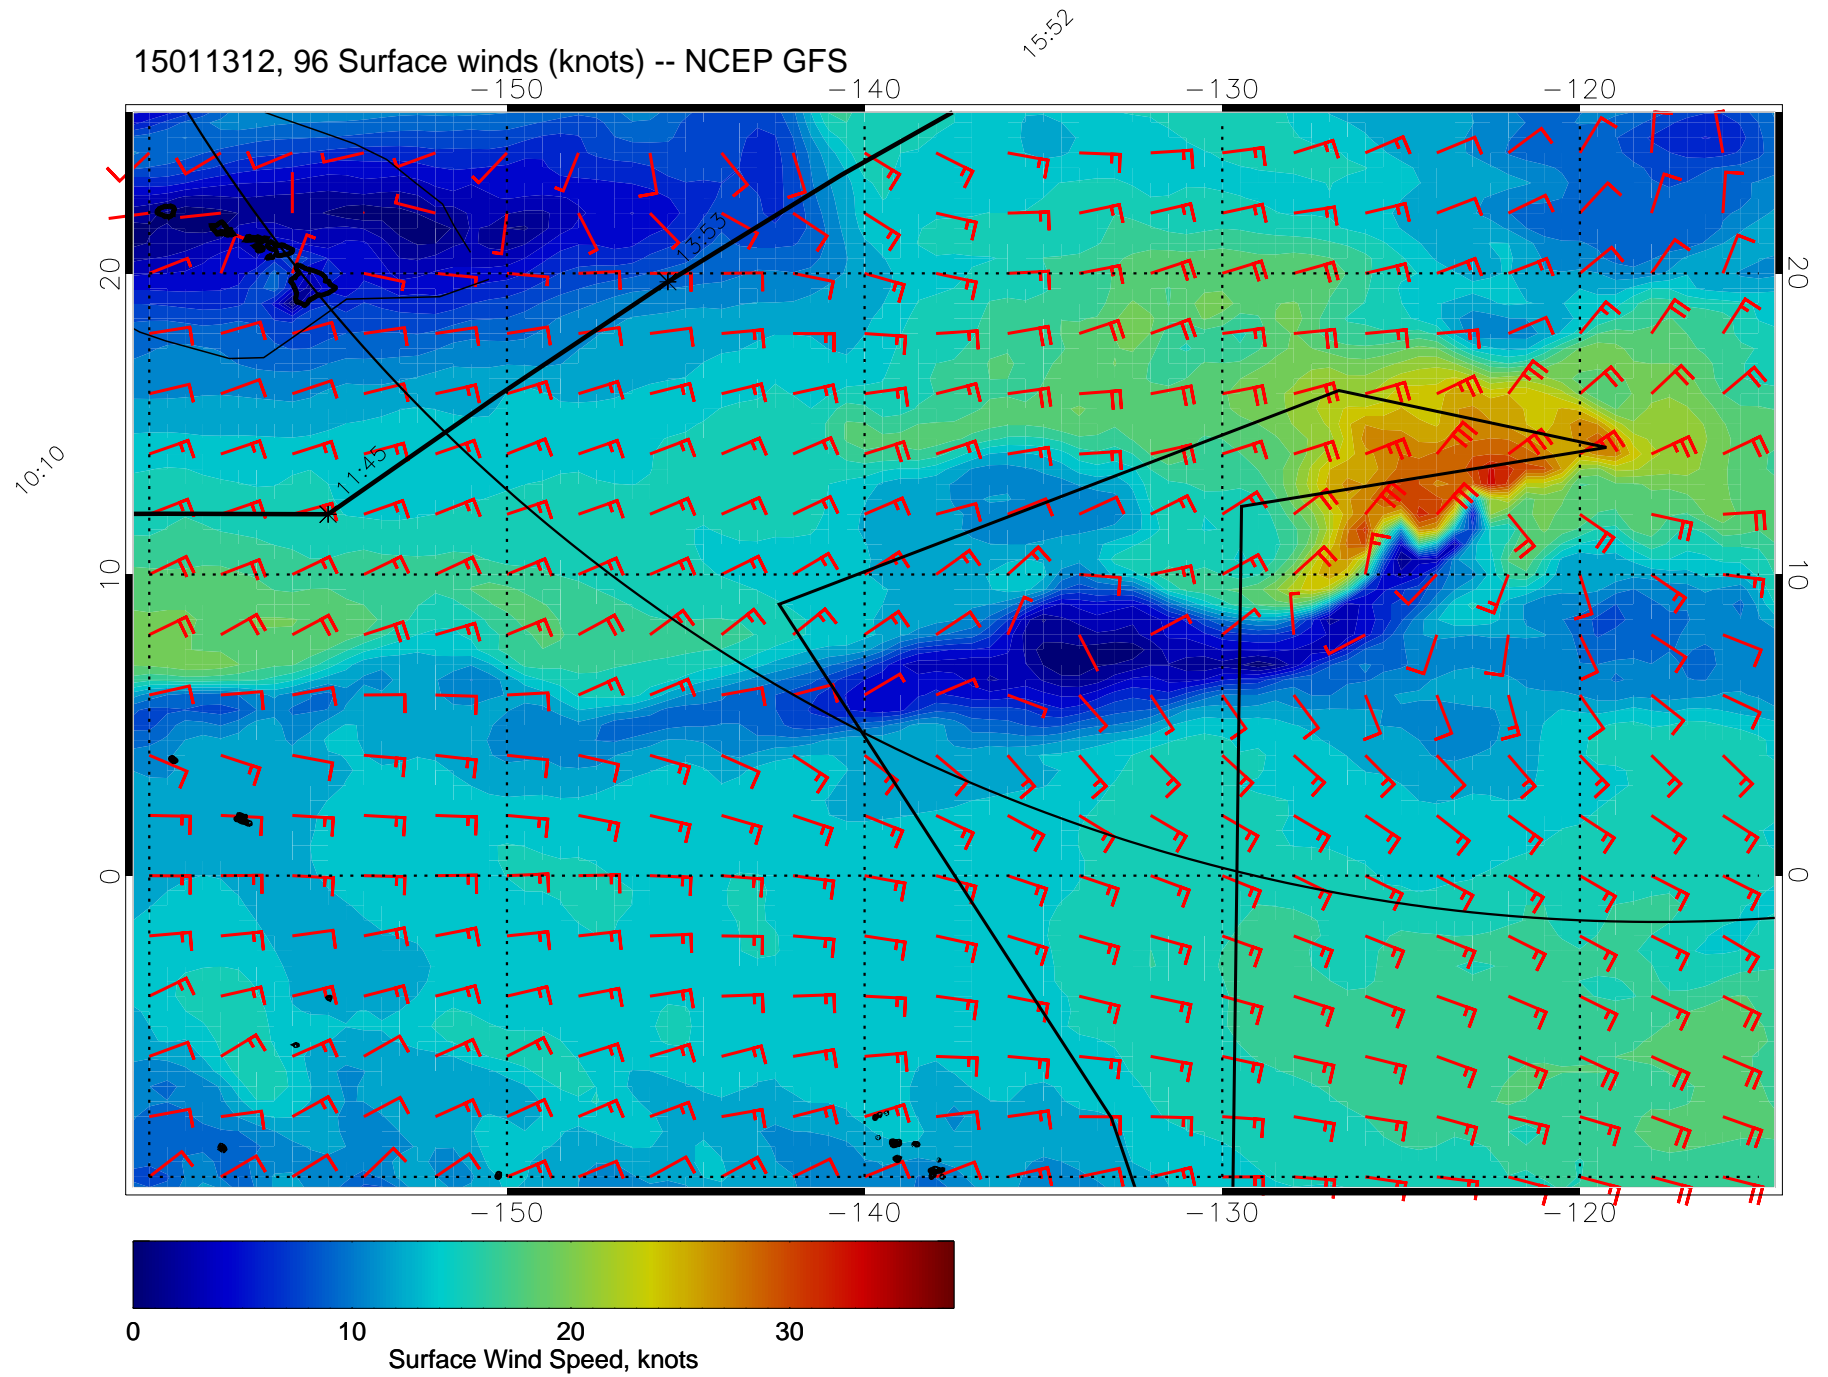 15:52
15011312, 96 Surface winds (knots) -- NCEP GFS
-150 -140 -130 -120
13:53
20 20
11:45
10:10
10 10
0 0
-150 -140 -130 -120
0 10 20 30
Surface Wind Speed, knots